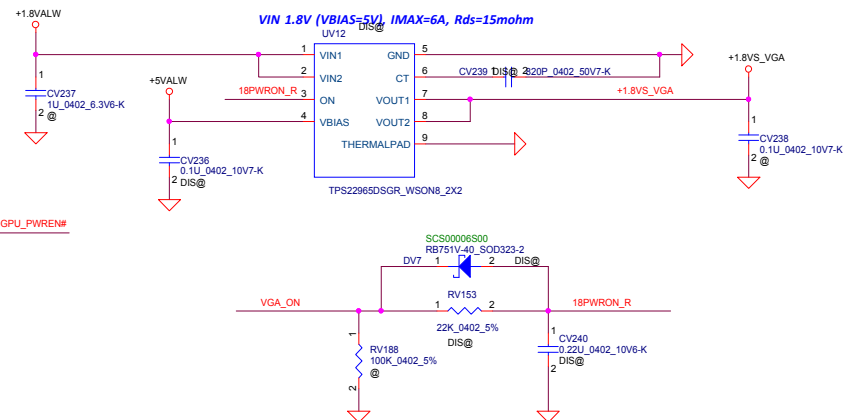 +1.8VALW
VIN 1.8V (VBIAS=5V), IMAX=6A, Rds=15mohm
UV12
DIS@
1
VIN1
GND
5
2
VIN2
CT
6
CV239
1
DIS@
2
820P_0402_50V7-K
18PWRON_R
3
ON
VOUT1
7
+1.8VS_VGA
+1.8VS_VGA
4
VBIAS
VOUT2
8
THERMALPAD
9
TPS22965DSGR_WSON8_2X2
+5VALW
1
CV237
1U_0402_6.3V6-K
2
@
1
CV236
0.1U_0402_10V7-K
2
DIS@
1
CV238
0.1U_0402_10V7-K
2
@
GPU_PWREN#
SCS00006S00
RB751V-40_SOD323-2
DV7
1
2
DIS@
VGA_ON
RV153
1
2
22K_0402_5%
DIS@
18PWRON_R
1
RV188
100K_0402_5%
@
2
1
CV240
0.22U_0402_10V6-K
DIS@
2